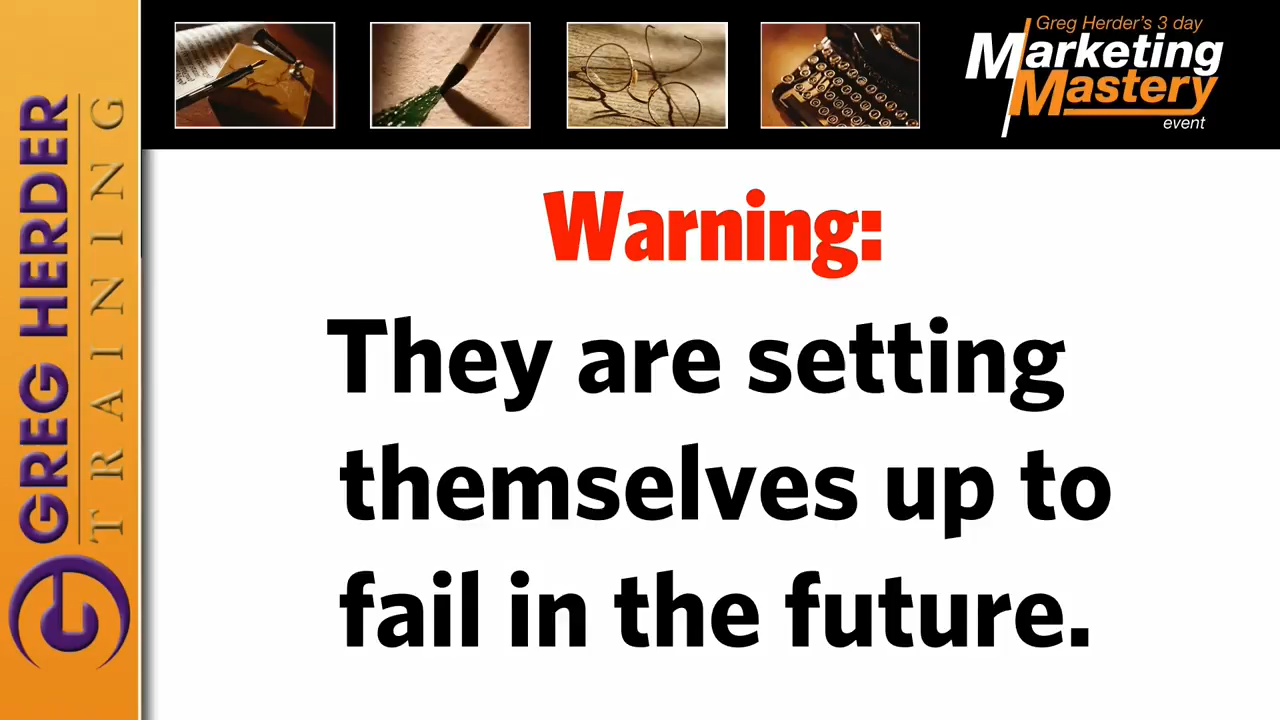 GREG HERDER
TRAINING
Greg Herder's 3 day
Marketing
Mastery
event
Warning:
They are setting
themselves up to
fail in the future.